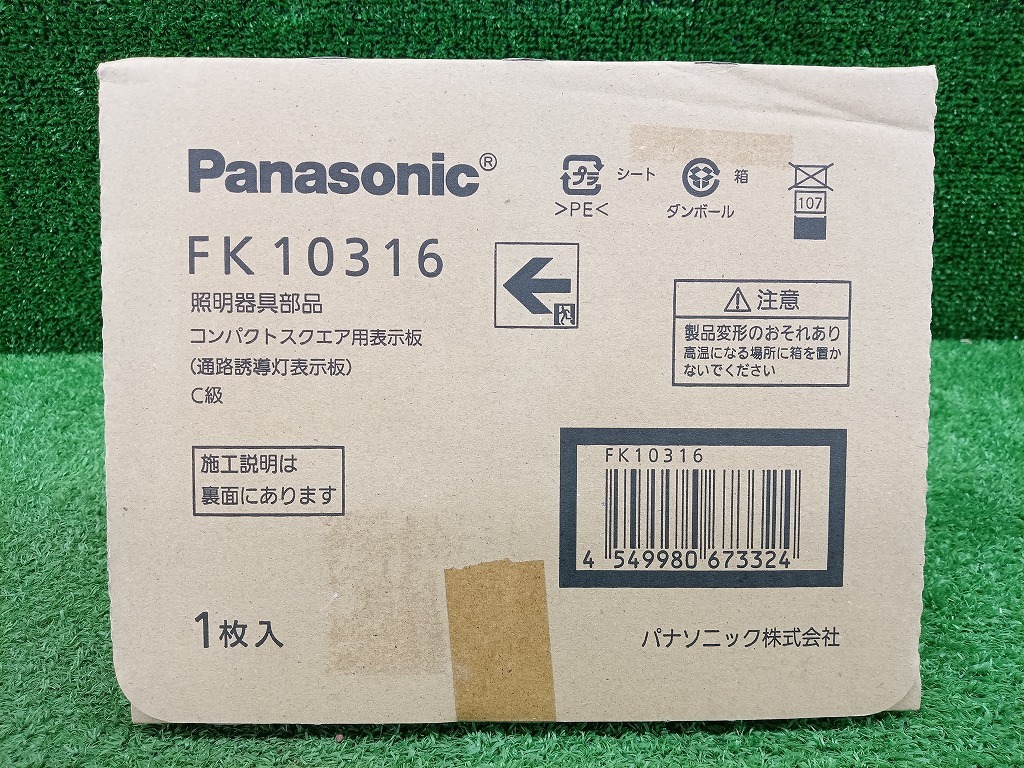 Panasonic®
プラ シート
>PE<
箱
ダンボール
107
FK10316
照明器具部品
コンパクトスクエア用表示板
(通路誘導灯表示板)
C級
注意
製品変形のおそれあり
高温になる場所に箱を置か
ないでください
施工説明は
裏面にあります
FK10316
4 549980 673324
1枚入
パナソニック株式会社